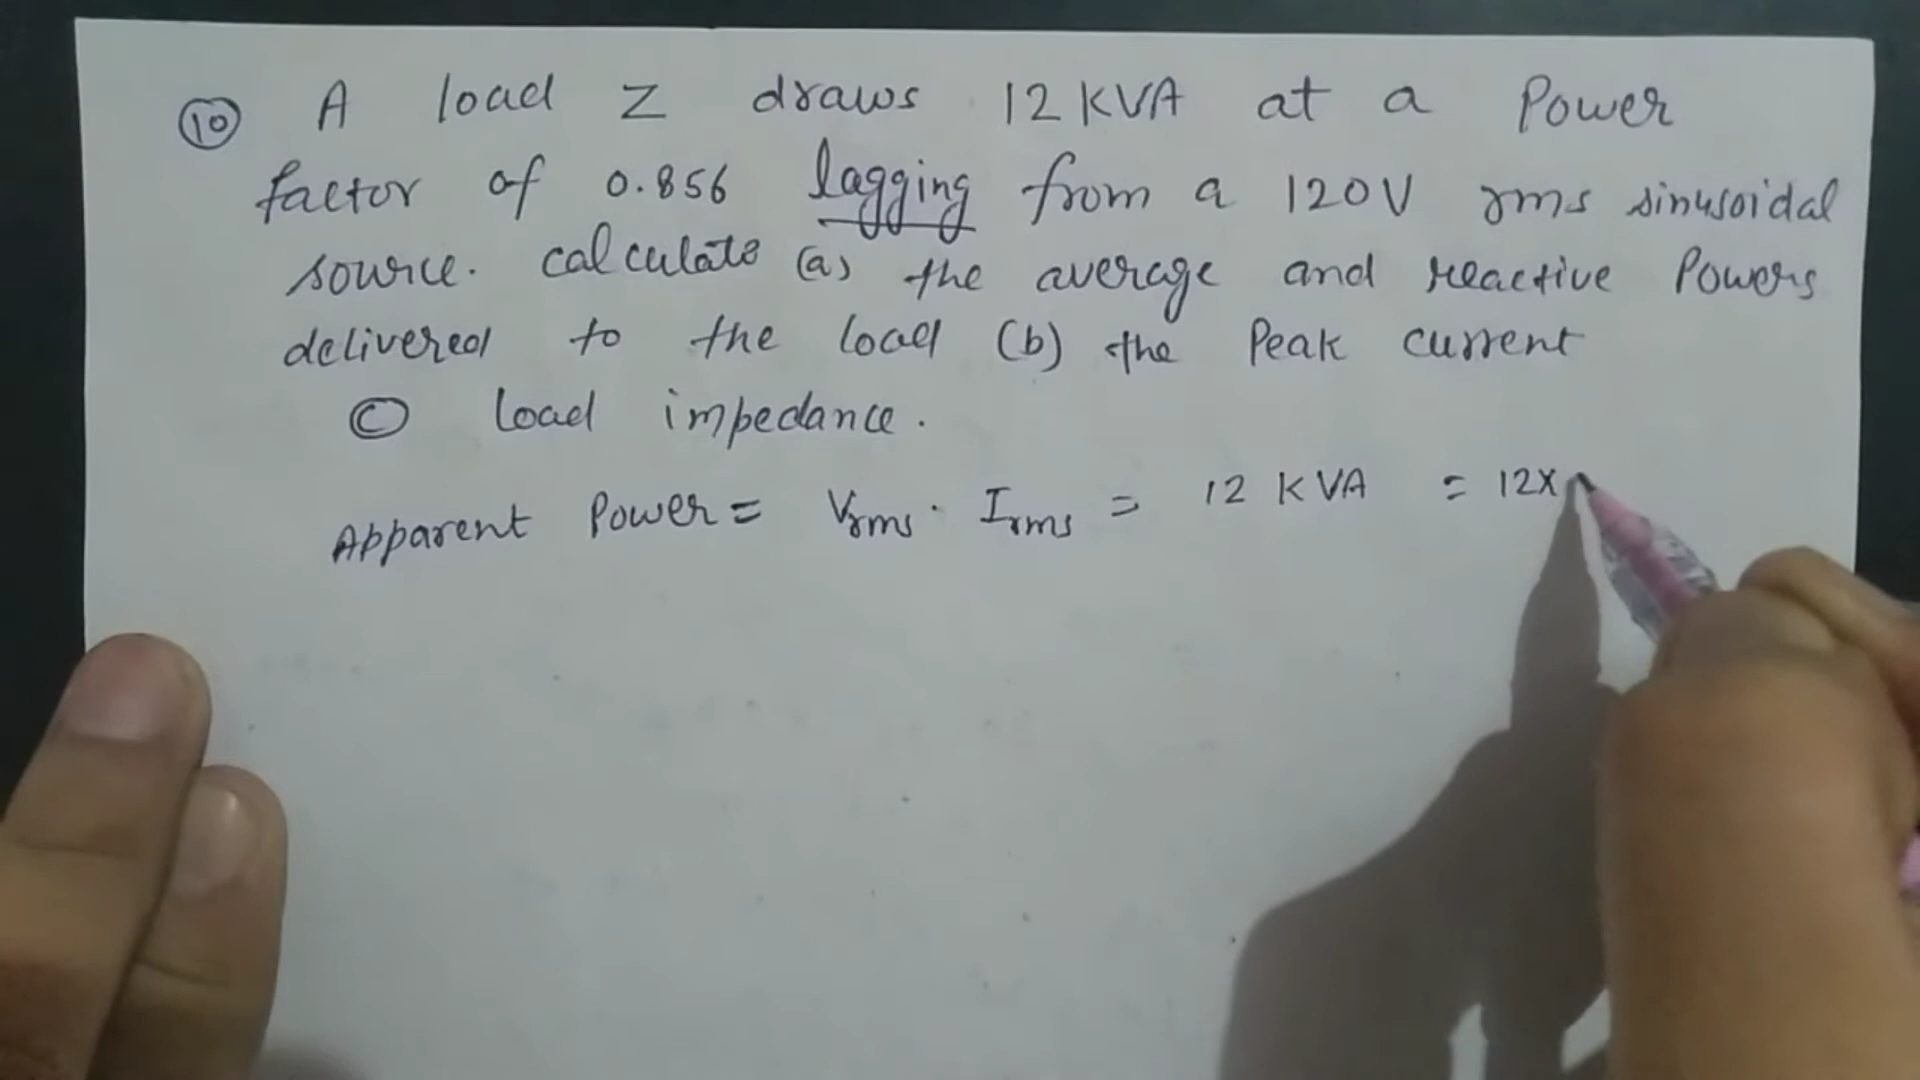 10 A load Z draws 12 KVA at a Power
factor of 0.856 lagging from a 120V rms sinusoidal
source. calculate (a) the average and reactive Powers
delivered to the load (b) the Peak current
C Load impedance.
Apparent Power = Vrms . Irms = 12 KVA = 12X